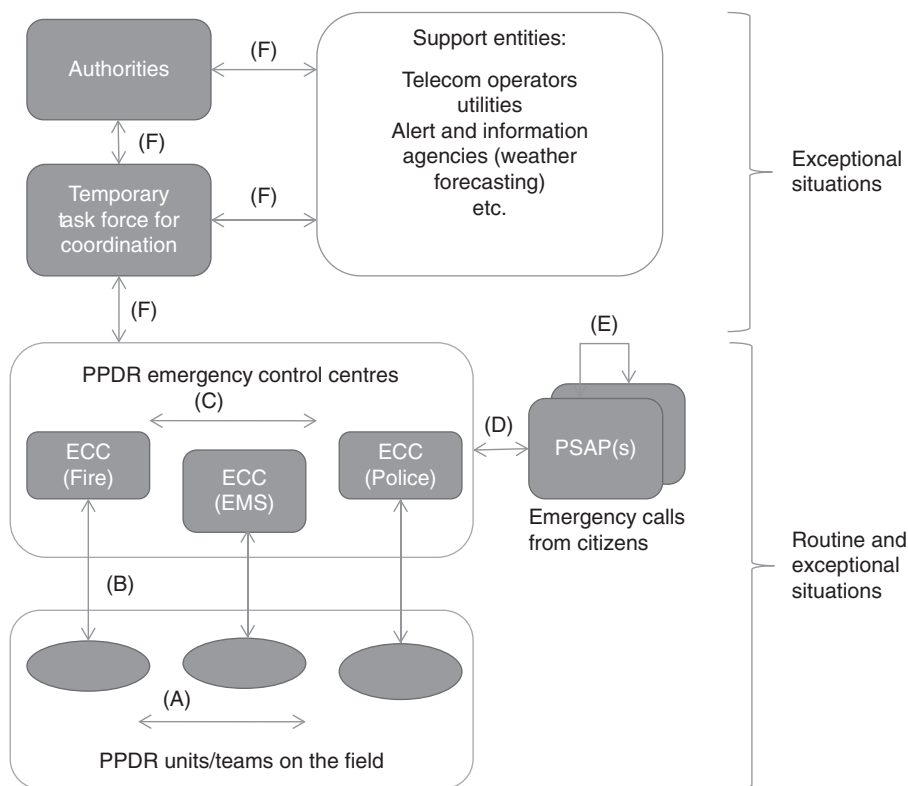 Authorities
(F)
Support entities:
Telecom operators
utilities
Alert and information
agencies (weather
forecasting)
etc.
(F)
Temporary
task force for
coordination
(F)
Exceptional
situations
(F)
PPDR emergency control centres
(C)
ECC
(Fire)
ECC
(EMS)
ECC
(Police)
(D)
(E)
PSAP(s)
Emergency calls
from citizens
Routine and
exceptional
situations
(B)
(A)
PPDR units/teams on the field